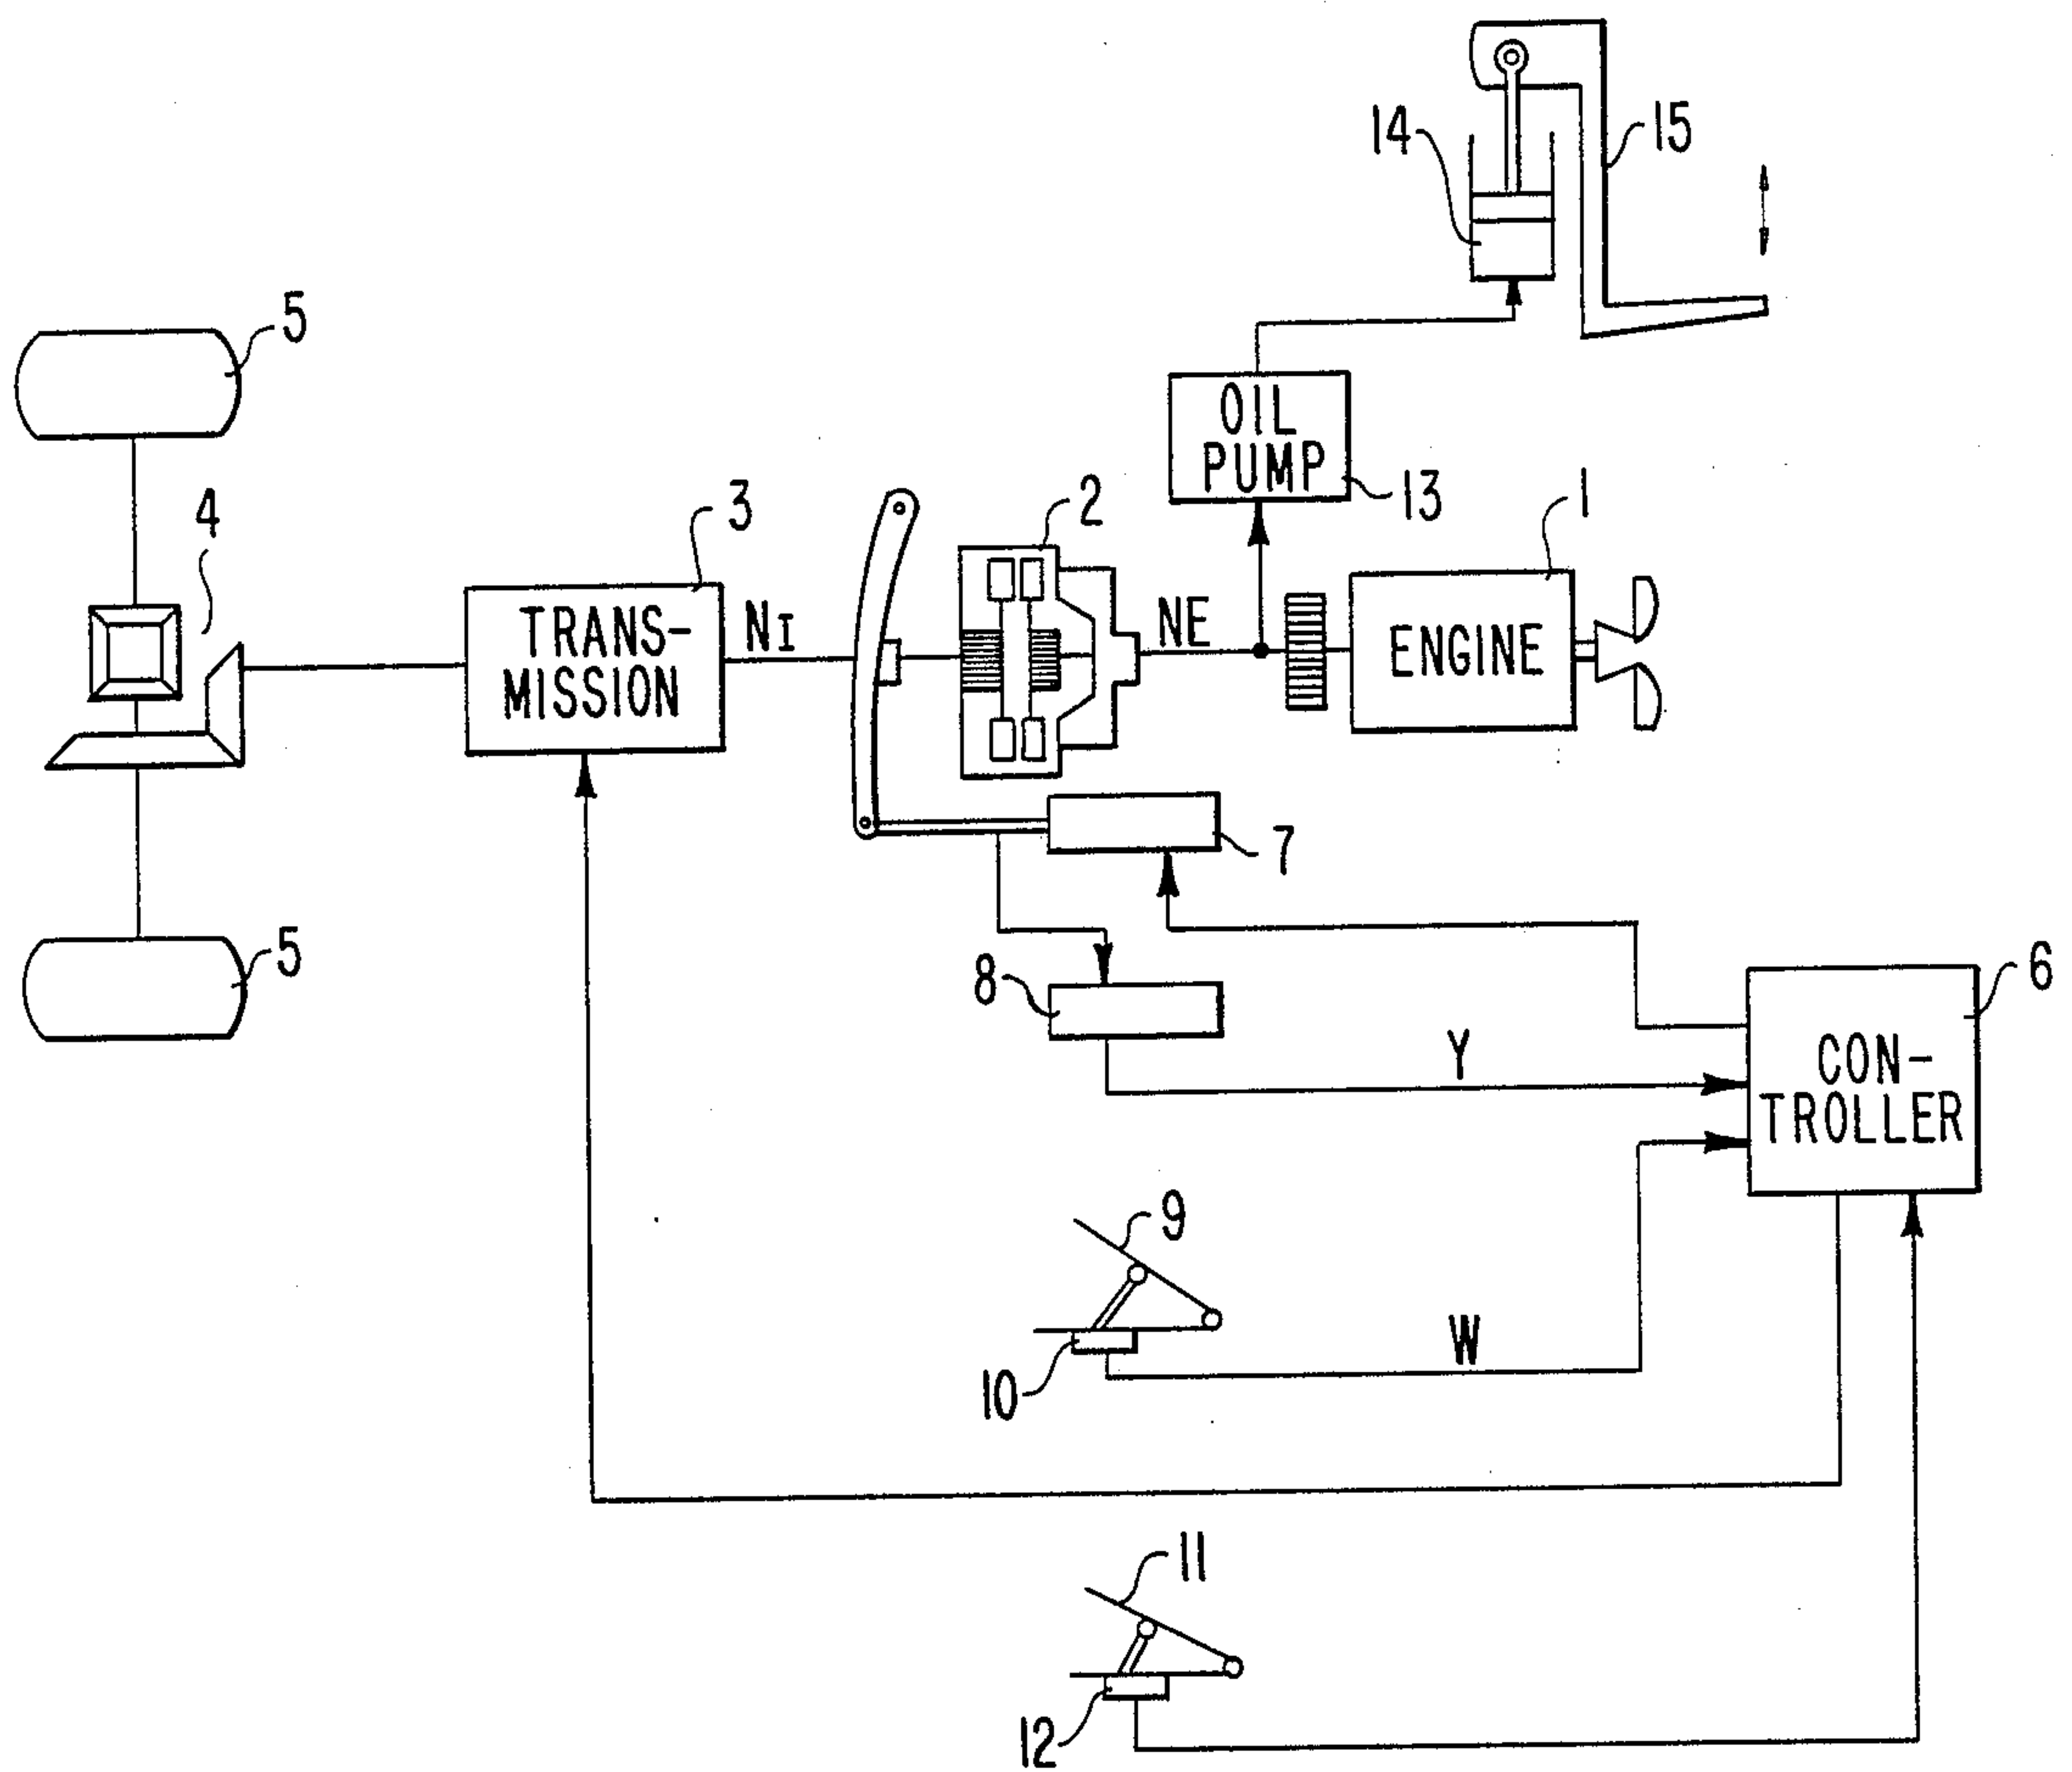 14
15
5
OIL
PUMP
13
1
4
3
2
TRANS-
MISSION
NI
NE
ENGINE
7
5
8
6
Y
CON-
TROLLER
9
10
W
11
12